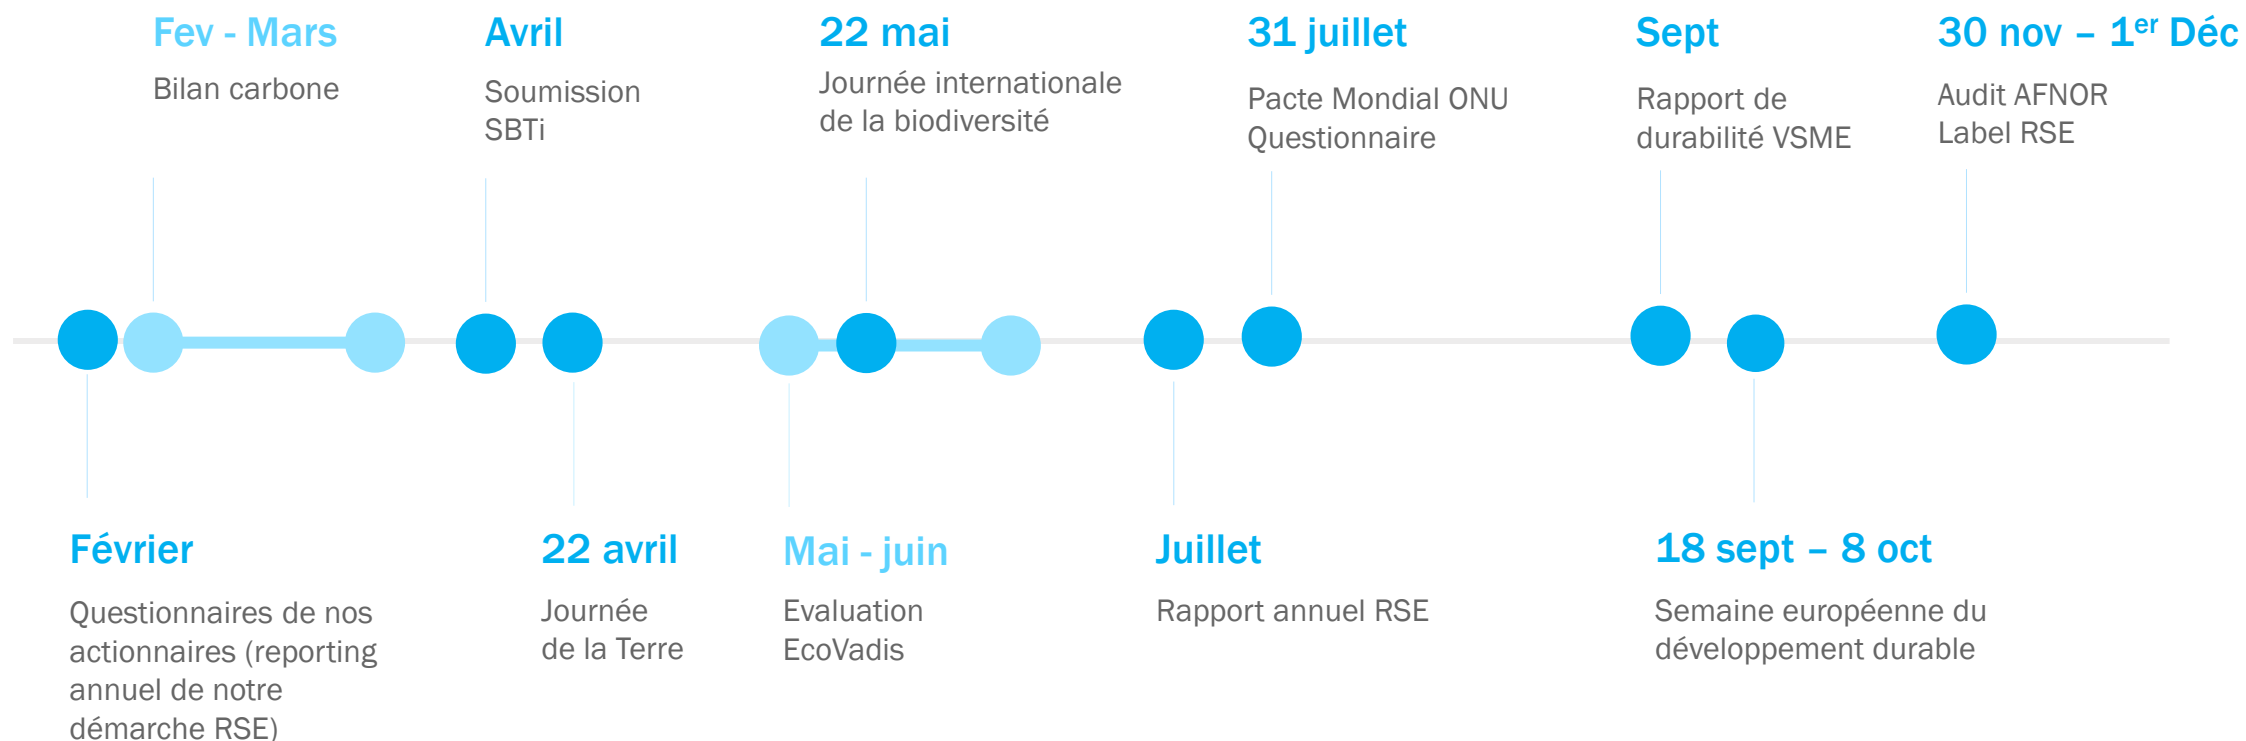 Fev - Mars
Bilan carbone
Avril
Soumission
SBTi
22 mai
Journée internationale
de la biodiversité
31 juillet
Pacte Mondial ONU
Questionnaire
Sept
Rapport de
durabilité VSME
30 nov – 1er Déc
Audit AFNOR
Label RSE
Février
Questionnaires de nos
actionnaires (reporting
annuel de notre
démarche RSE)
22 avril
Journée
de la Terre
Mai - juin
Evaluation
EcoVadis
Juillet
Rapport annuel RSE
18 sept – 8 oct
Semaine européenne du
développement durable